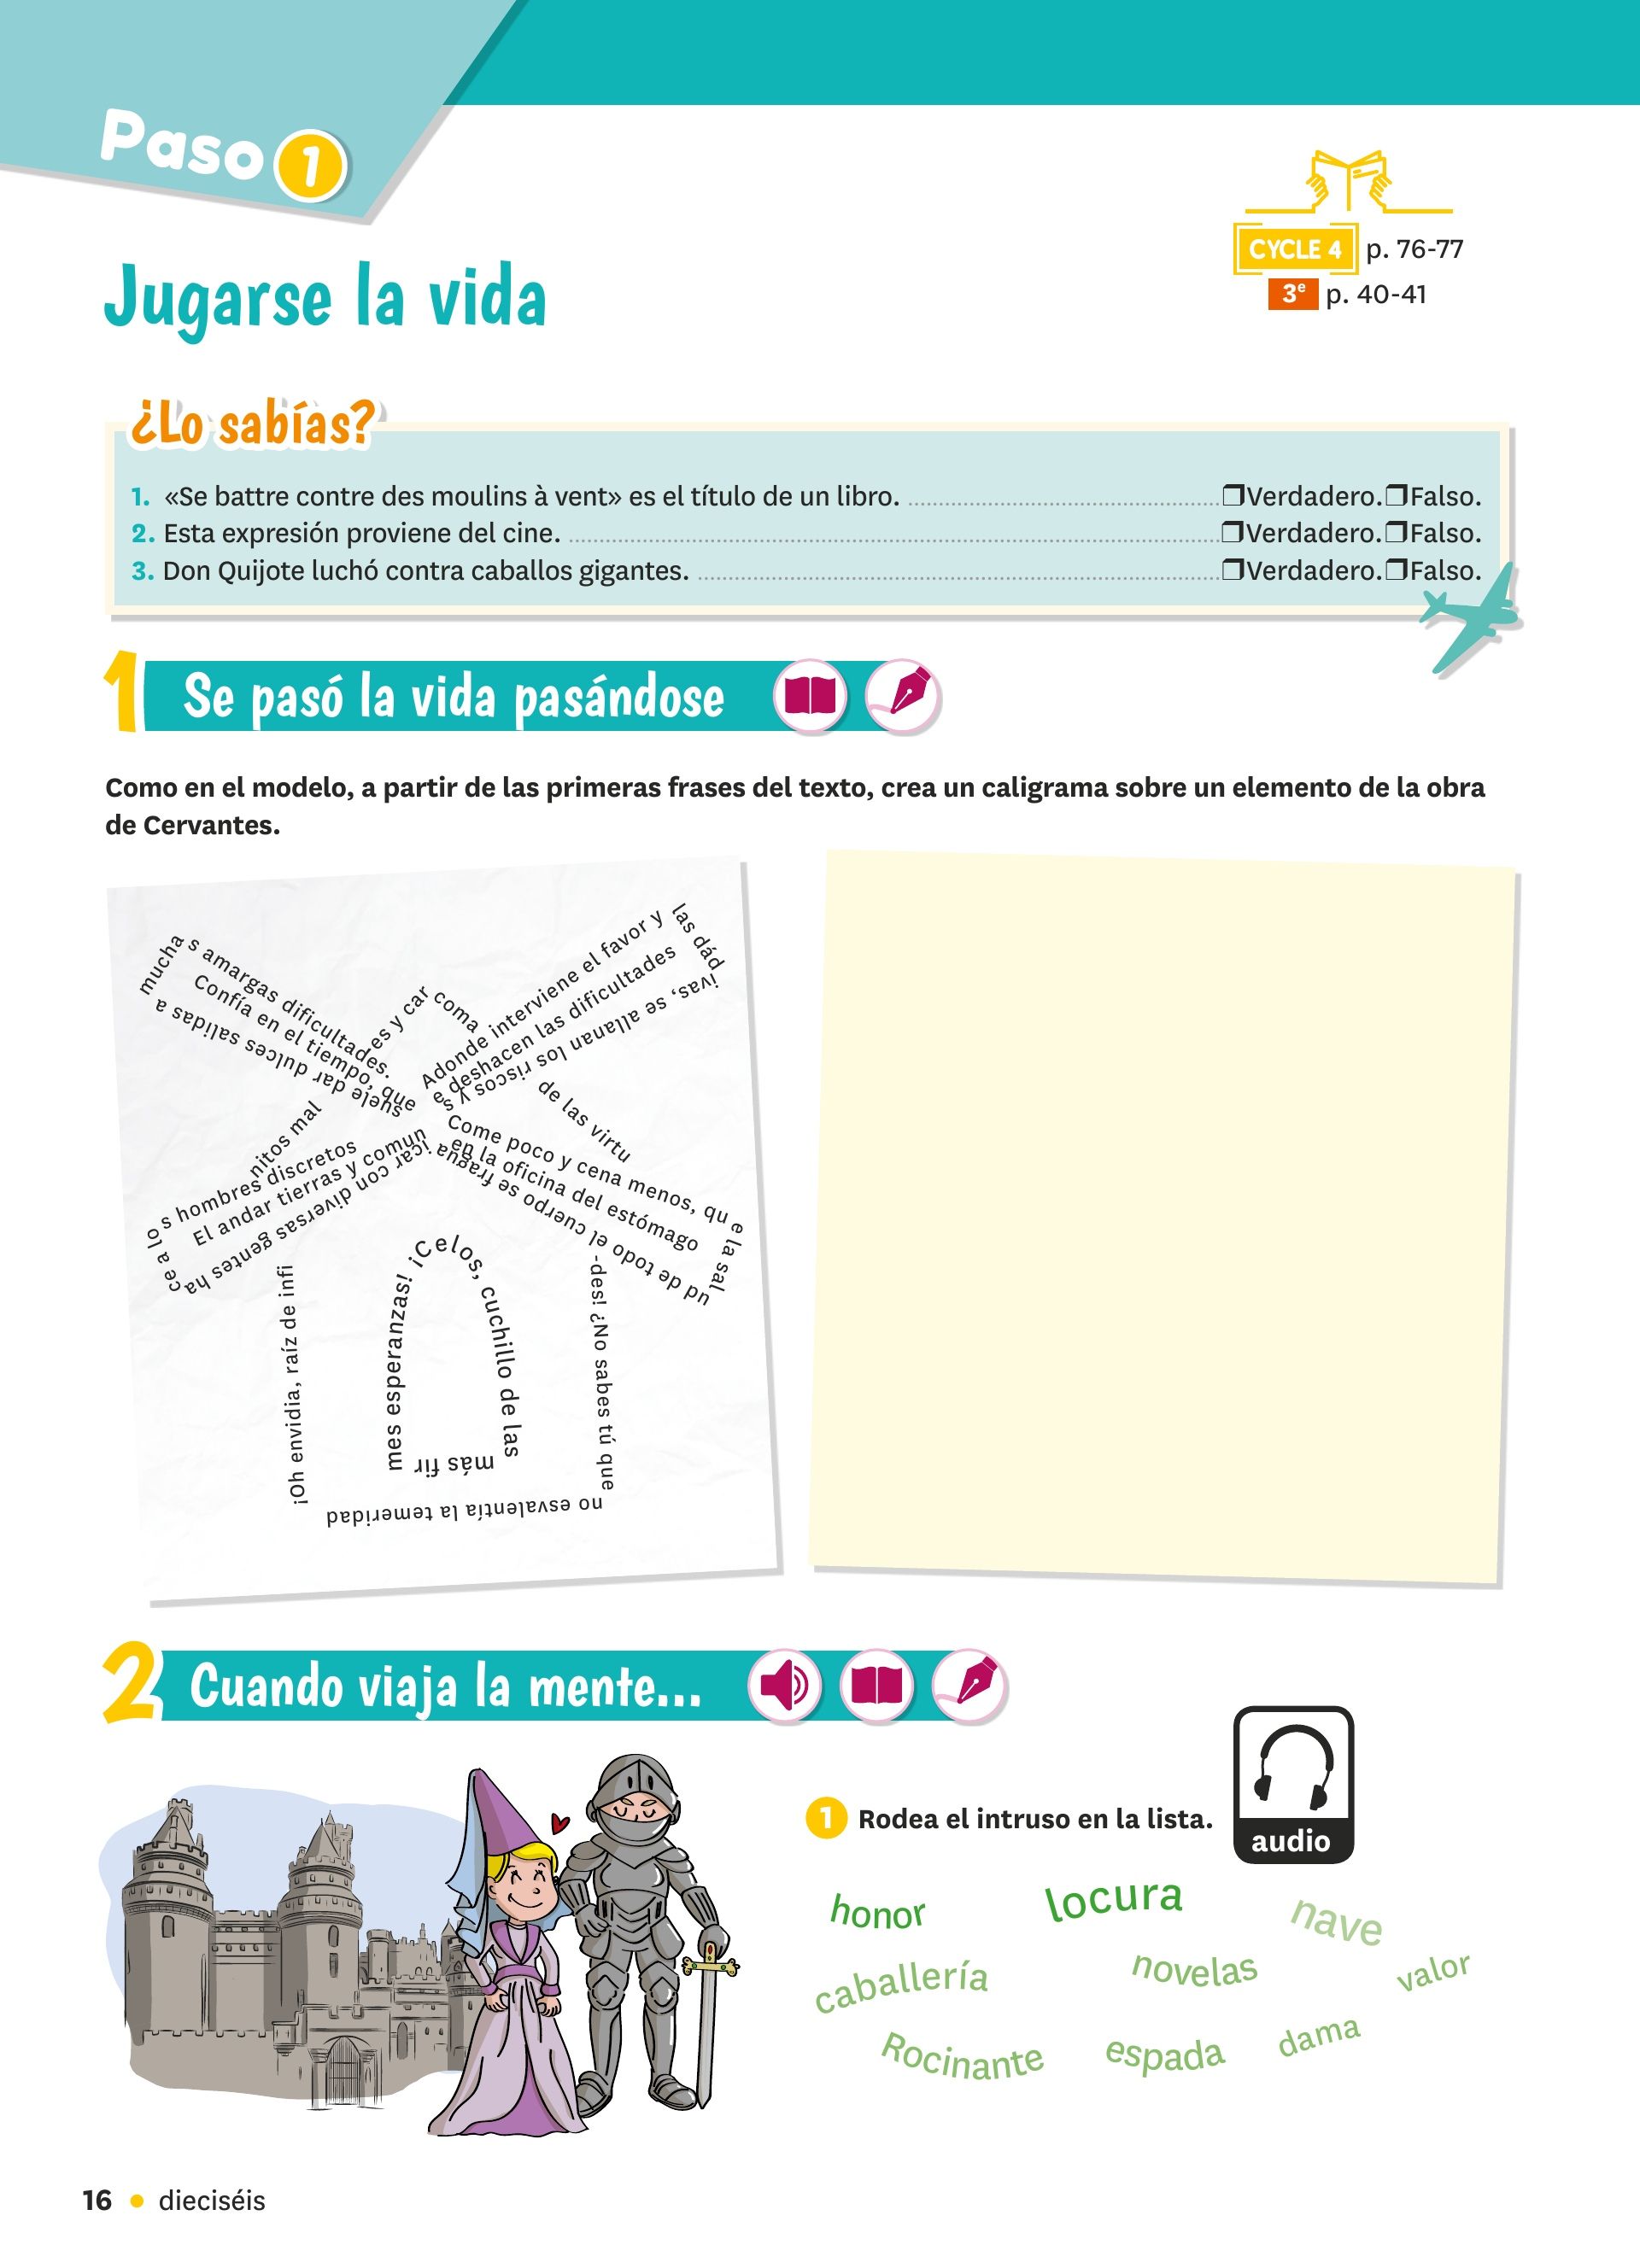 Paso 1
CYCLE 4 p. 76-77
3e p. 40-41
Jugarse la vida
¿Lo sabías?
1. «Se battre contre des moulins à vent» es el título de un libro. ❒Verdadero.❒Falso.
2. Esta expresión proviene del cine. ❒Verdadero.❒Falso.
3. Don Quijote luchó contra caballos gigantes. ❒Verdadero.❒Falso.
1 Se pasó la vida pasándose
Como en el modelo, a partir de las primeras frases del texto, crea un caligrama sobre un elemento de la obra
de Cervantes.
Confía en el tiempo, que
suele dar dulces salidas a
mucha
s amargas dificultades.
Adonde interviene el favor y
las dád
ivas, se allanan los riscos y s
e deshacen las dificultades
El andar tierras y comun
icar con diversas gentes ha
ce a lo
s hombres discretos
Come poco y cena menos, qu
e la sal
ud de todo el cuerpo se fragua
en la oficina del estómago
¡Oh envidia, raíz de infi
nitos mal
es y car
coma
de las virtu
-des! ¿No sabes tú que
no esvalentía la temeridad
¡Celos, cuchillo de las
más fir
mes esperanzas!
2 Cuando viaja la mente...
1 Rodea el intruso en la lista.
audio
honor
locura
nave
caballería
novelas
valor
Rocinante
espada
dama
16 • dieciséis